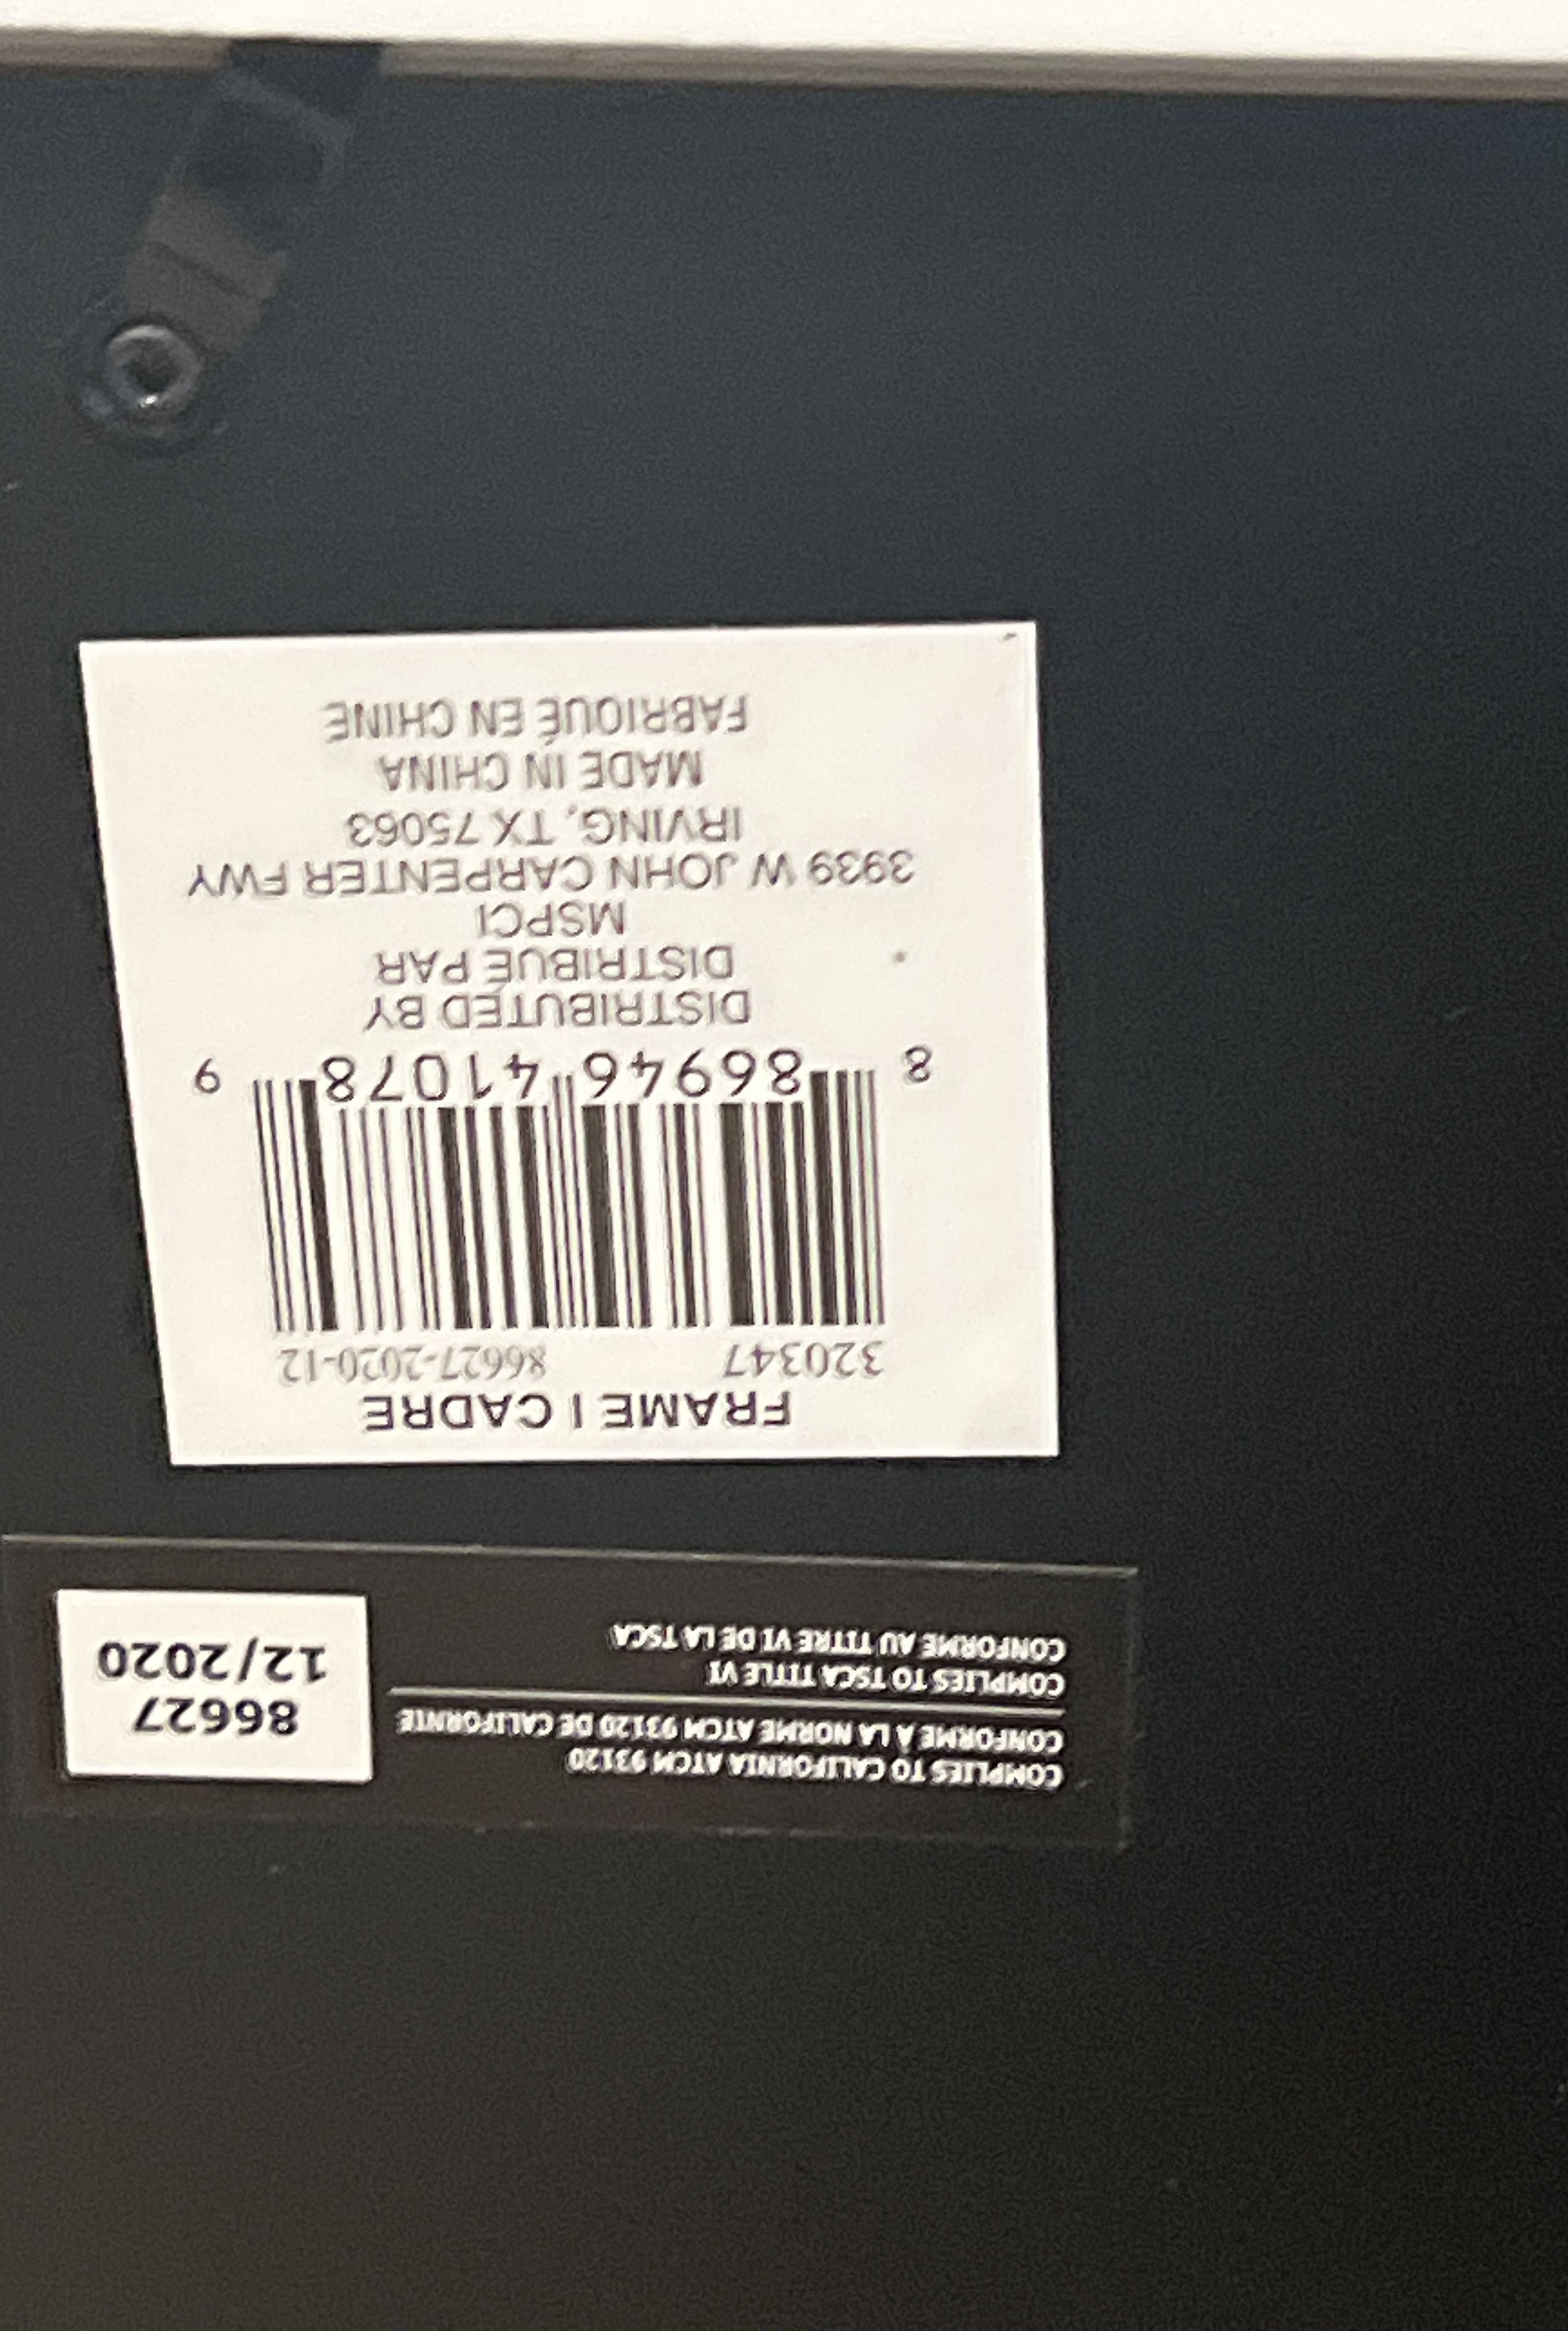 COMPLIES TO CALIFORNIA ATCM 93120
CONFORME À LA NORME ATCM 93120 DE CALIFORNIE
COMPLIES TO TSCA TITLE VI
CONFORME AU TITRE VI DE LA TSCA
86627
12/2020
FRAME | CADRE
320347 86627-2020-12
8 86946 41078 9
DISTRIBUTED BY
DISTRIBUÉ PAR
MSPCI
3939 W JOHN CARPENTER FWY
IRVING, TX 75063
MADE IN CHINA
FABRIQUÉ EN CHINE